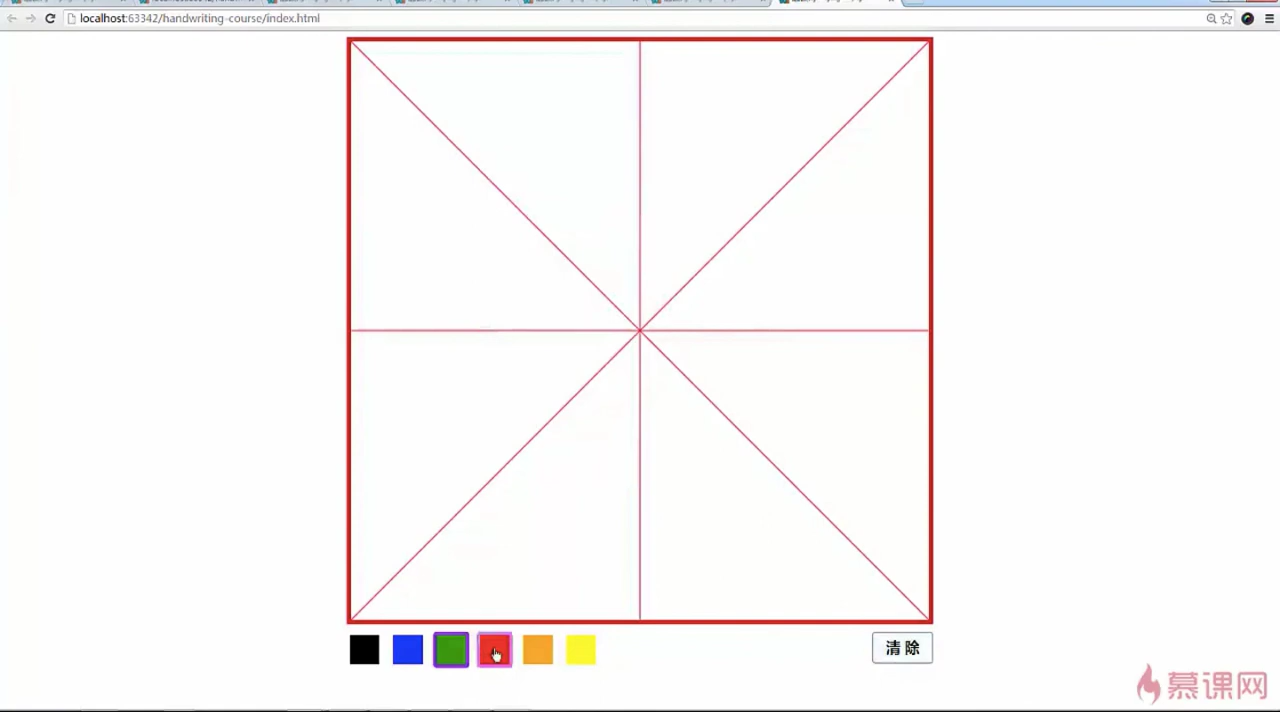 localhost:63342/handwriting-course/index.html
清 除
慕课网